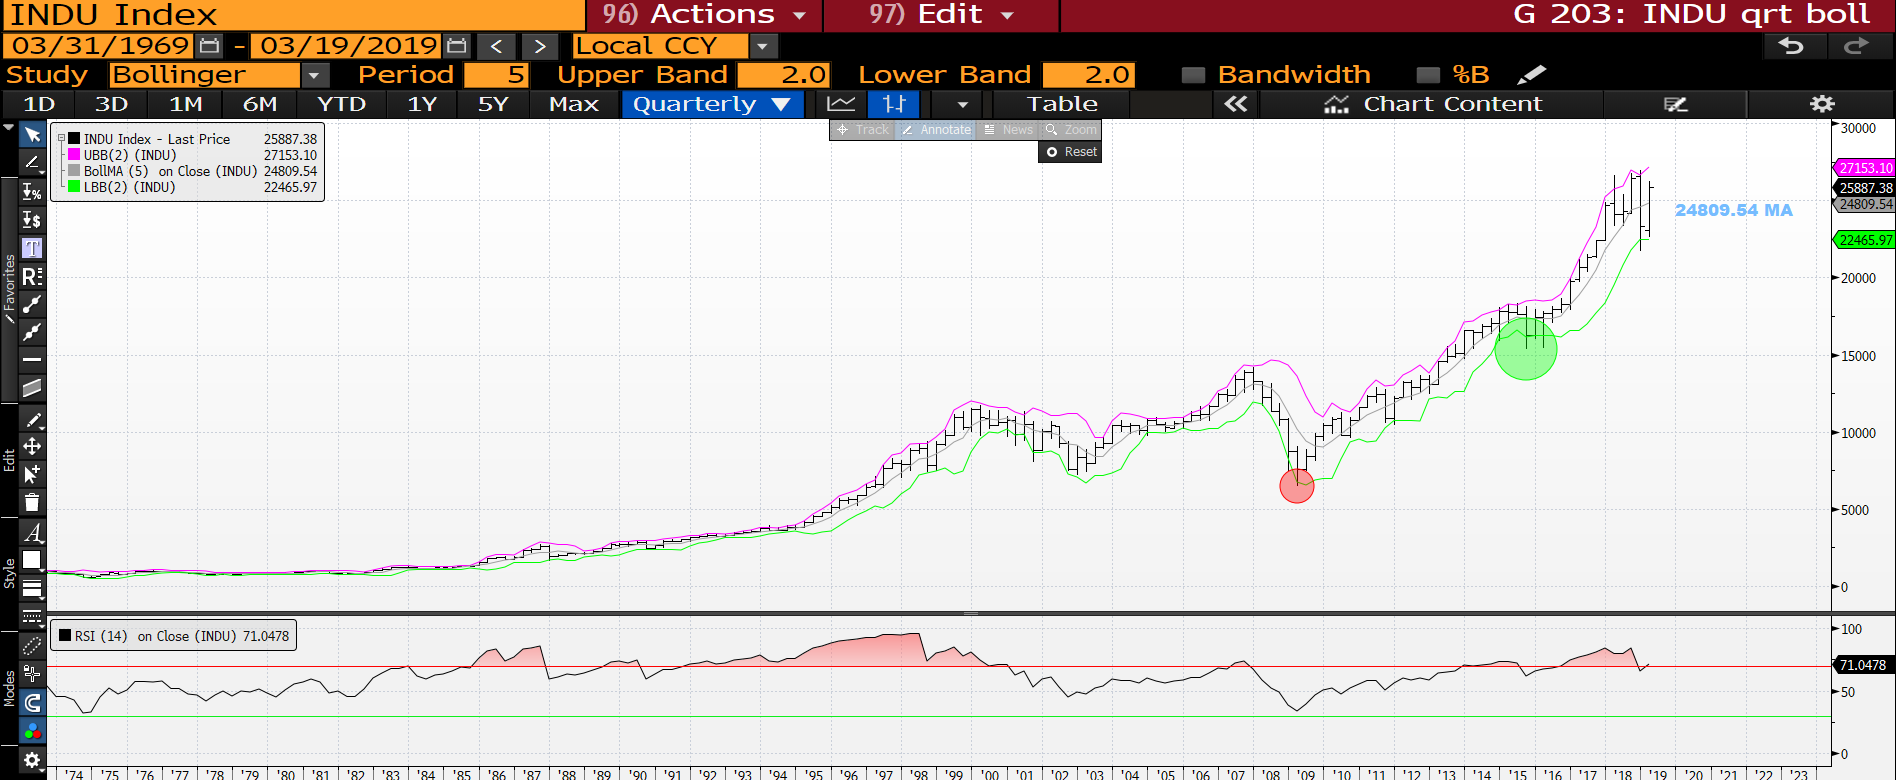 INDU Index 96) Actions 97) Edit G 203: INDU qrt boll
03/31/1969 - 03/19/2019 < > Local CCY
Study Bollinger Period 5 Upper Band 2.0 Lower Band 2.0 Bandwidth %B
1D 3D 1M 6M YTD 1Y 5Y Max Quarterly Table « Chart Content
Track Annotate News Zoom
Reset
INDU Index - Last Price 25887.38
UBB(2) (INDU) 27153.10
BollMA (5) on Close (INDU) 24809.54
LBB(2) (INDU) 22465.97
Favorites
Edit
Style
Modes
%
$
T
R
A
30000
27153.10
25887.38
24809.54
24809.54 MA
22465.97
20000
15000
10000
5000
0
RSI (14) on Close (INDU) 71.0478
100
71.0478
50
0
'74 '75 '76 '77 '78 '79 '80 '81 '82 '83 '84 '85 '86 '87 '88 '89 '90 '91 '92 '93 '94 '95 '96 '97 '98 '99 '00 '01 '02 '03 '04 '05 '06 '07 '08 '09 '10 '11 '12 '13 '14 '15 '16 '17 '18 '19 '20 '21 '22 '23